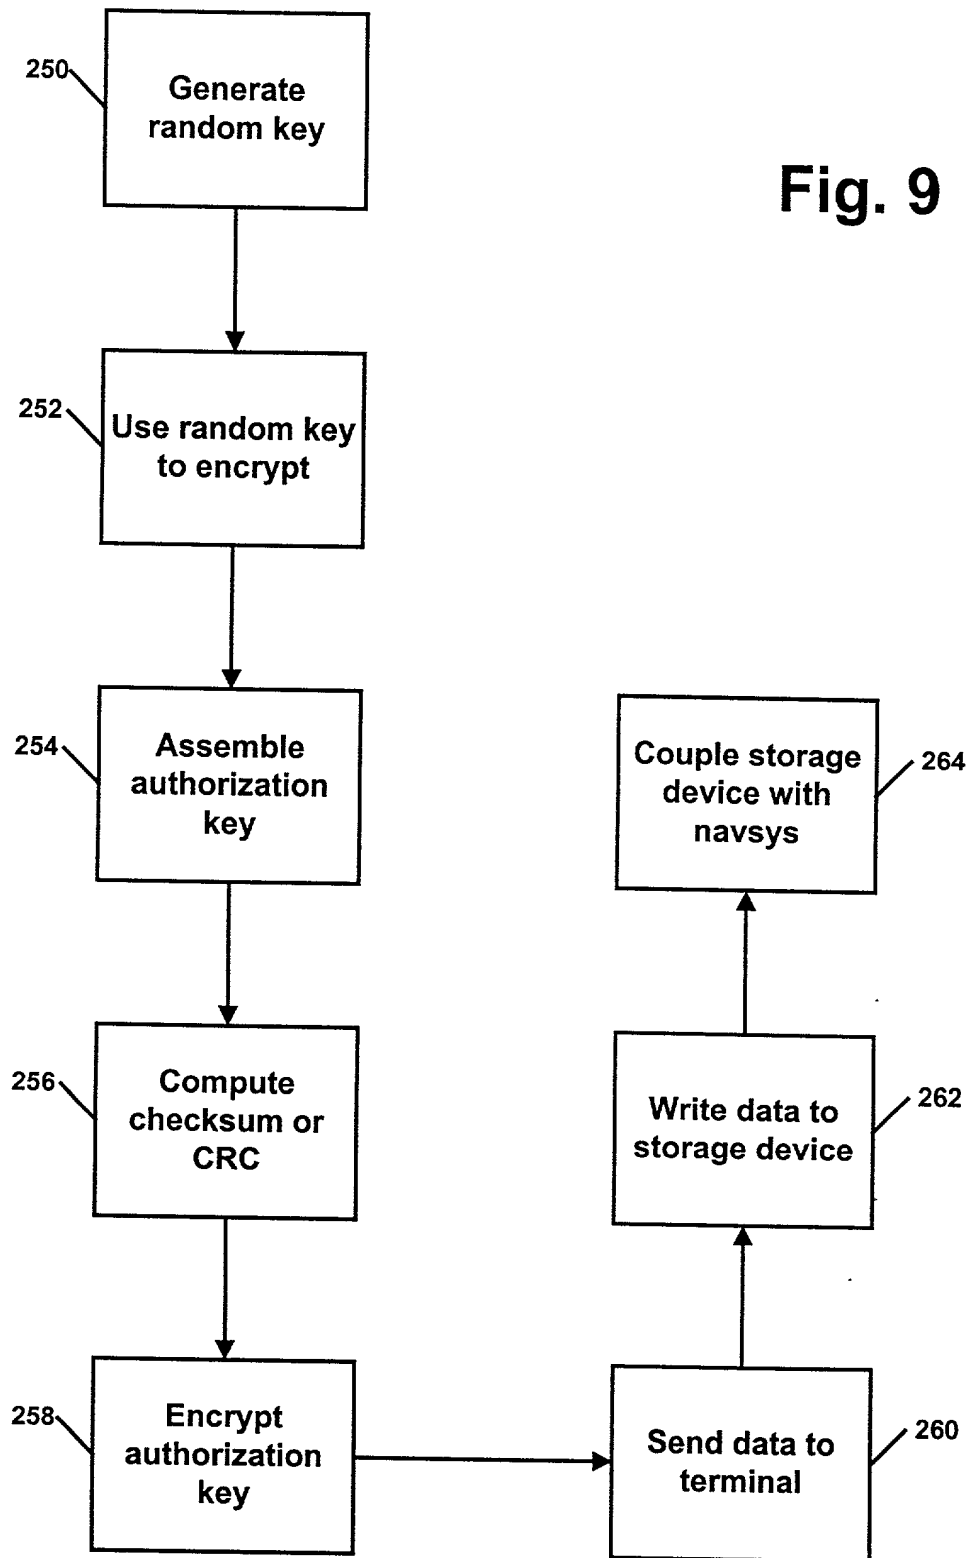 250
Generate
random key
Fig. 9
252
Use random key
to encrypt
254
Assemble
authorization
key
256
Compute
checksum or
CRC
258
Encrypt
authorization
key
260
Send data to
terminal
262
Write data to
storage device
264
Couple storage
device with
navsys